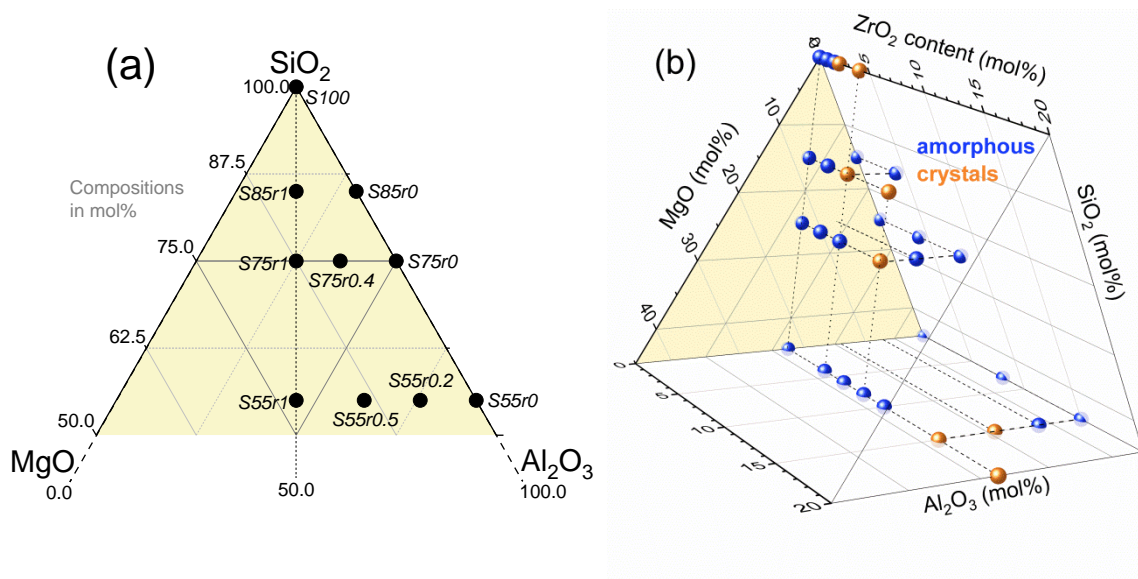 (a)
SiO2
100.0
S100
87.5
Compositions
in mol%
S85r1
S85r0
75.0
S75r1
S75r0.4
S75r0
62.5
S55r0.2
S55r1
S55r0.5
S55r0
50.0
MgO
Al2O3
0.0
50.0
100.0
(b)
ZrO2 content (mol%)
0
5
10
15
20
MgO (mol%)
10
20
30
40
amorphous
crystals
SiO2 (mol%)
0
5
10
15
20
Al2O3 (mol%)